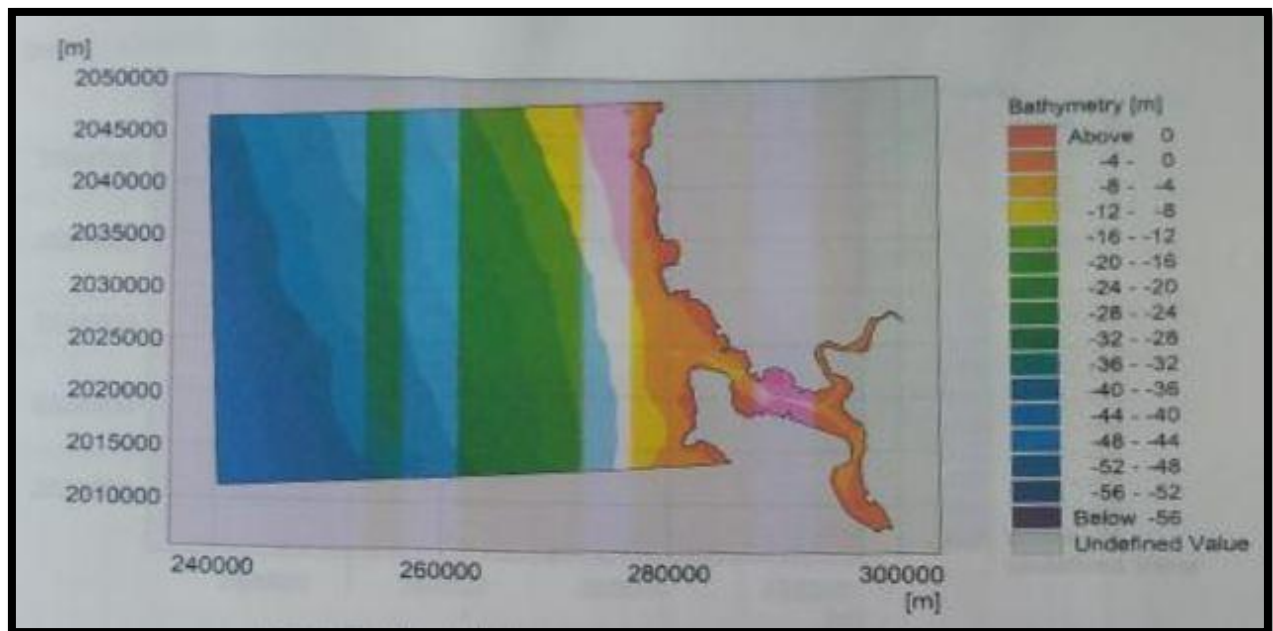 [m]
2050000
2045000
2040000
2035000
2030000
2025000
2020000
2015000
2010000
240000 260000 280000 300000
[m]
Bathymetry [m]
Above 0
-4 - 0
-8 - -4
-12 - -8
-16 - -12
-20 - -16
-24 - -20
-28 - -24
-32 - -28
-36 - -32
-40 - -36
-44 - -40
-48 - -44
-52 - -48
-56 - -52
Below -56
Undefined Value